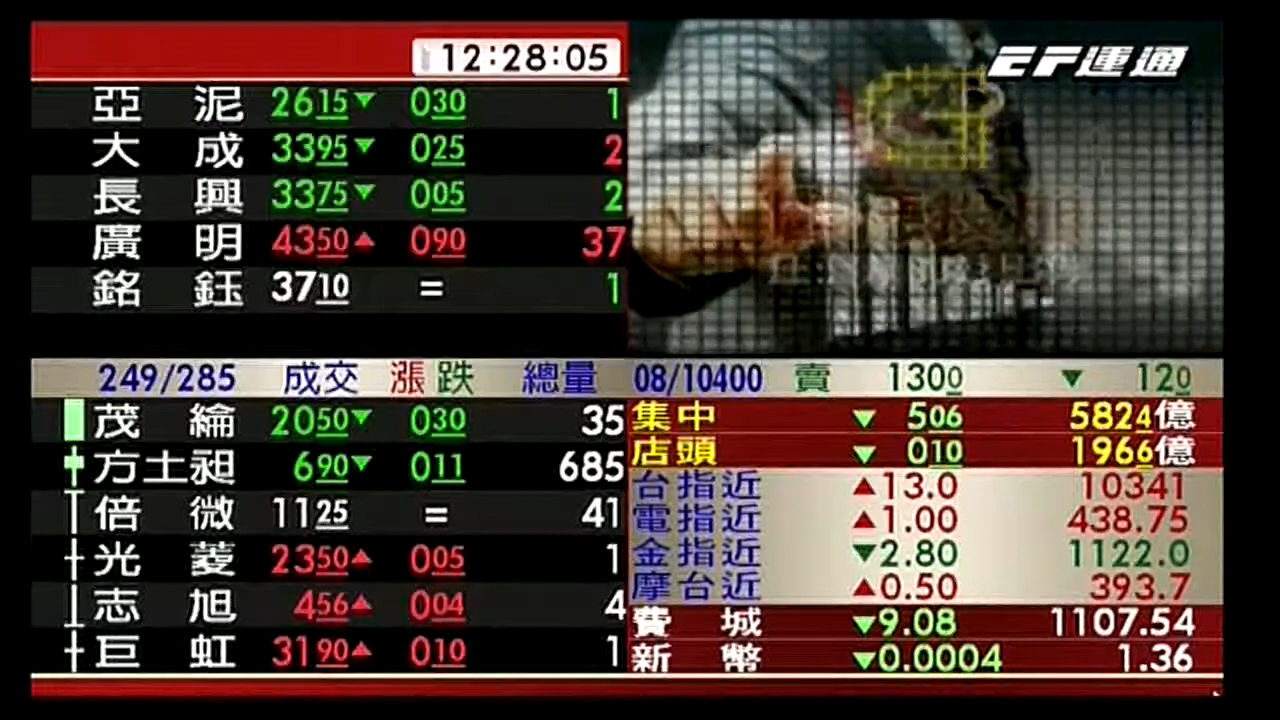 12:28:05
EF運通
亞泥 2615▼ 030 1
大成 3395▼ 025 2
長興 3375▼ 005 2
廣明 4350▲ 090 37
銘鈺 3710 = 1
249/285 成交 漲跌 總量
茂綸 2050▼ 030 35
方土昶 690▼ 011 685
倍微 1125 = 41
光菱 2350▲ 005 1
志旭 456▲ 004 4
巨虹 3190▲ 010 1
08/10400 賣 1300 ▼ 120
集中 ▼ 506 5824億
店頭 ▼ 010 1966億
台指近 ▲13.0 10341
電指近 ▲1.00 438.75
金指近 ▼2.80 1122.0
摩台近 ▲0.50 393.7
費城 ▼9.08 1107.54
新幣 ▼0.0004 1.36